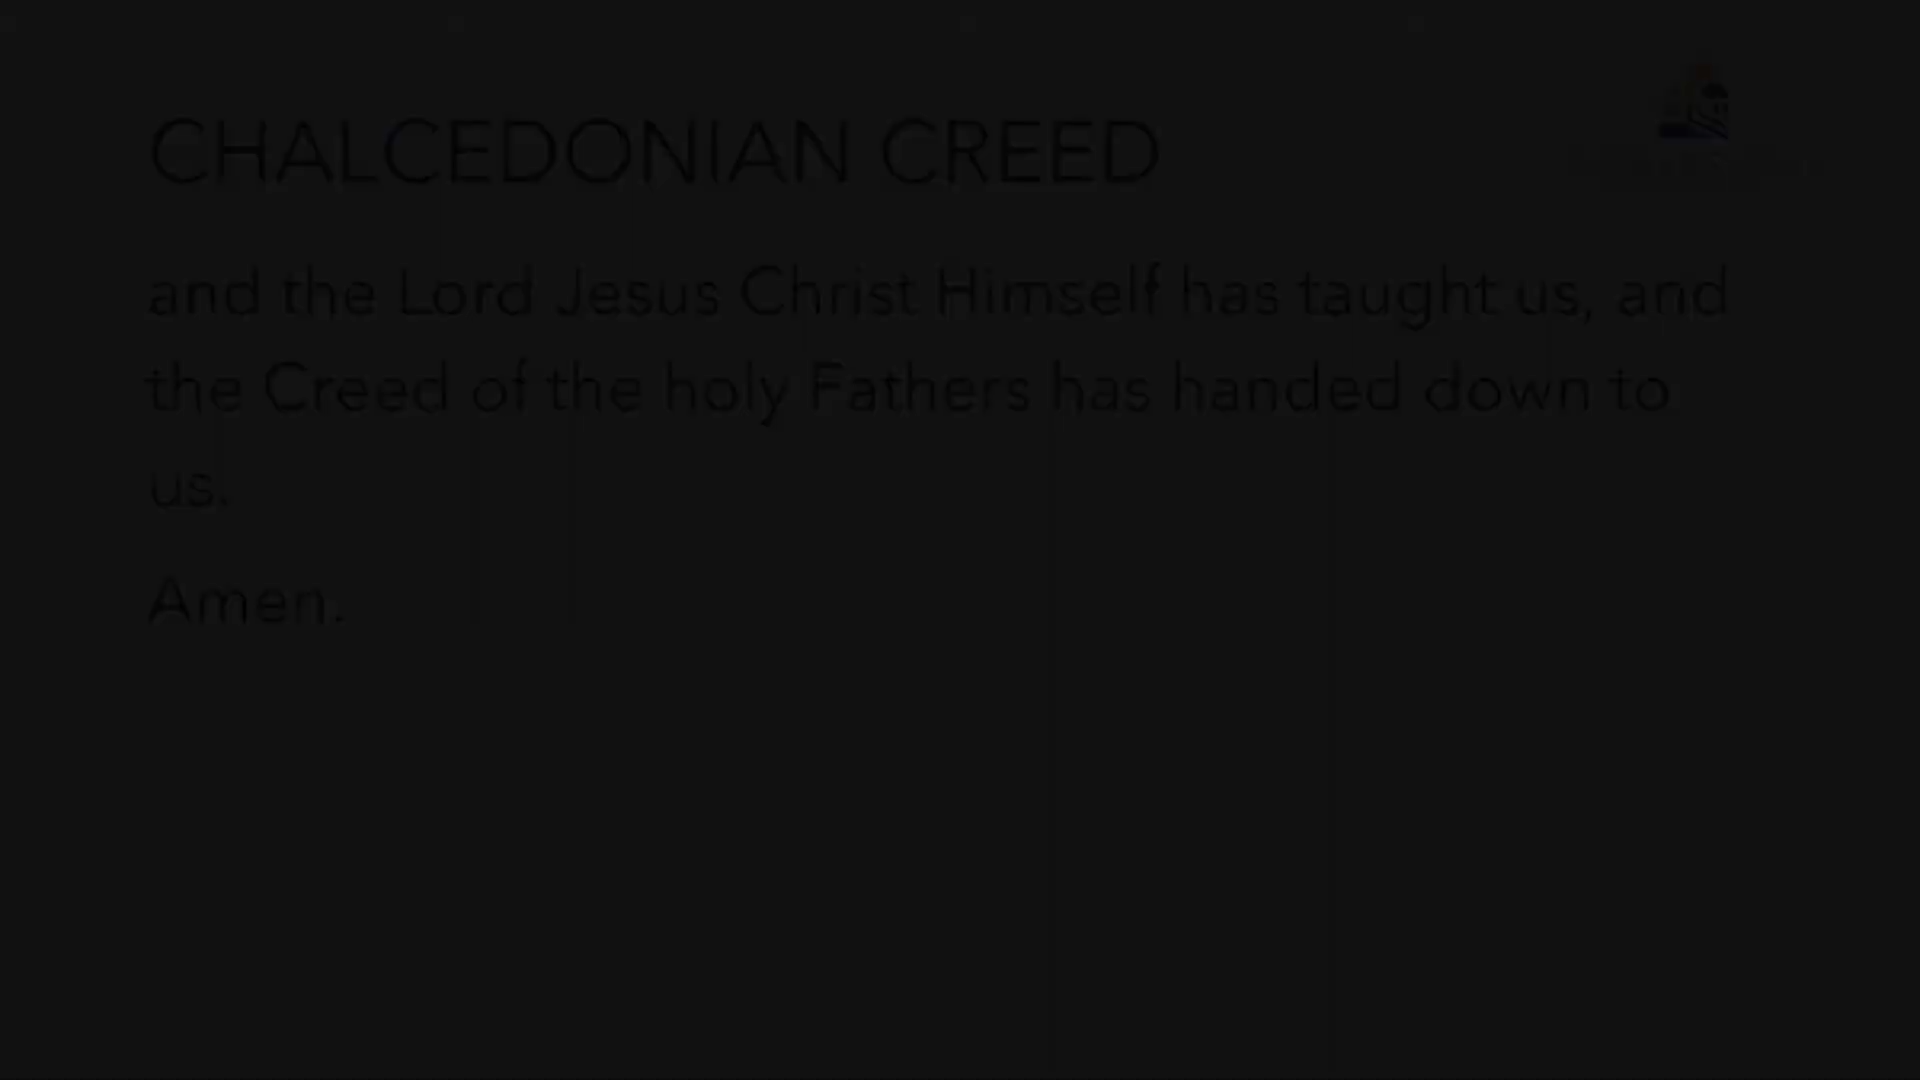 CHALCEDONIAN CREED
and the Lord Jesus Christ Himself has taught us, and
the Creed of the holy Fathers has handed down to
us.
Amen.